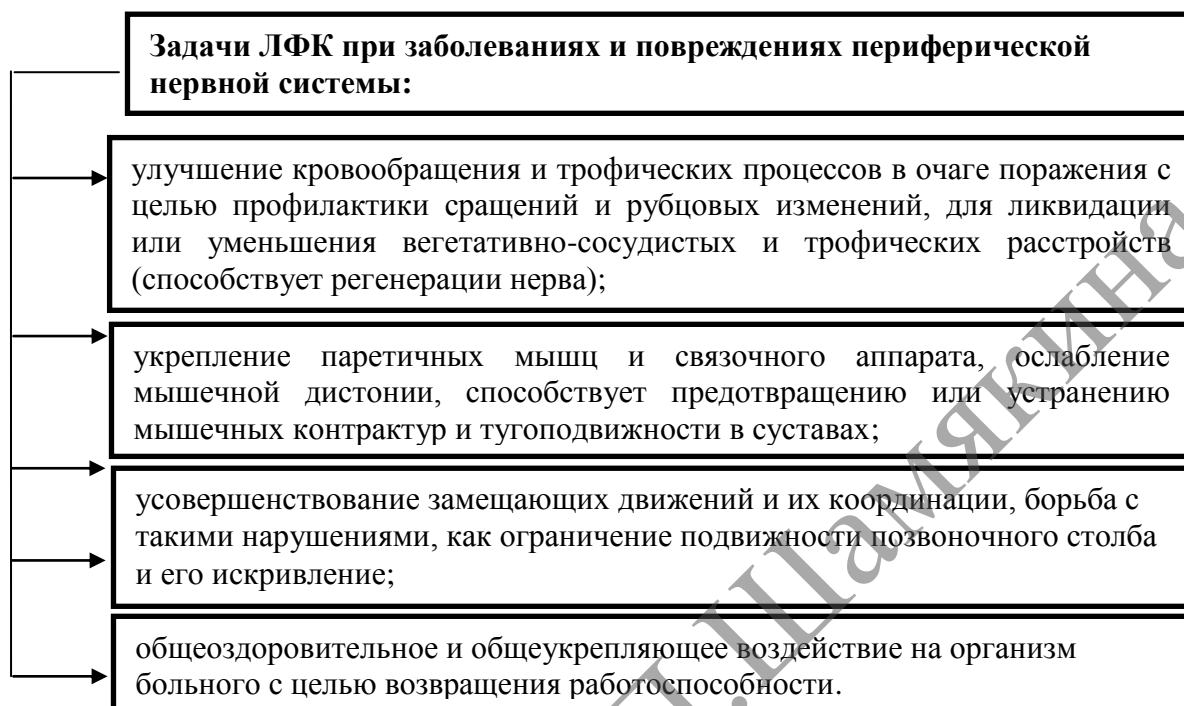 Задачи ЛФК при заболеваниях и повреждениях периферической
нервной системы:
улучшение кровообращения и трофических процессов в очаге поражения с
целью профилактики сращений и рубцовых изменений, для ликвидации
или уменьшения вегетативно-сосудистых и трофических расстройств
(способствует регенерации нерва);
укрепление паретичных мышц и связочного аппарата, ослабление
мышечной дистонии, способствует предотвращению или устранению
мышечных контрактур и тугоподвижности в суставах;
усовершенствование замещающих движений и их координации, борьба с
такими нарушениями, как ограничение подвижности позвоночного столба
и его искривление;
общеоздоровительное и общеукрепляющее воздействие на организм
больного с целью возвращения работоспособности.
.Шамякина